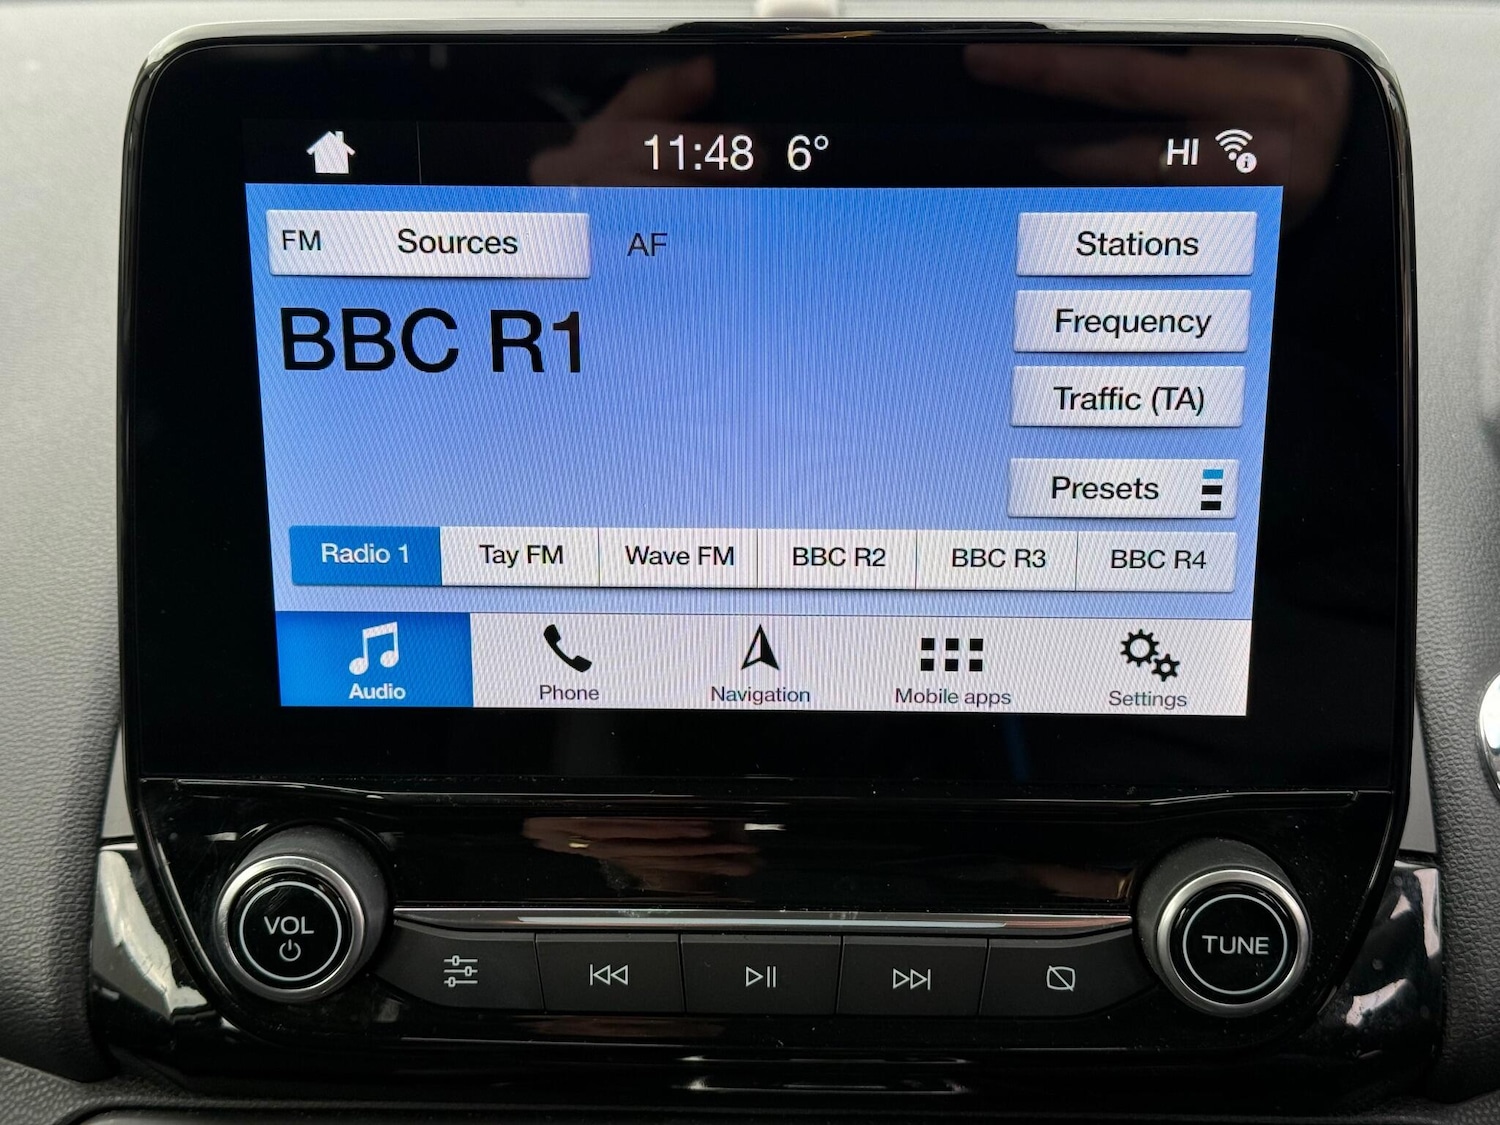 11:48 6° HI
FM Sources AF Stations
BBC R1
Frequency
Traffic (TA)
Presets
Radio 1 Tay FM Wave FM BBC R2 BBC R3 BBC R4
Audio Phone Navigation Mobile apps Settings
VOL TUNE